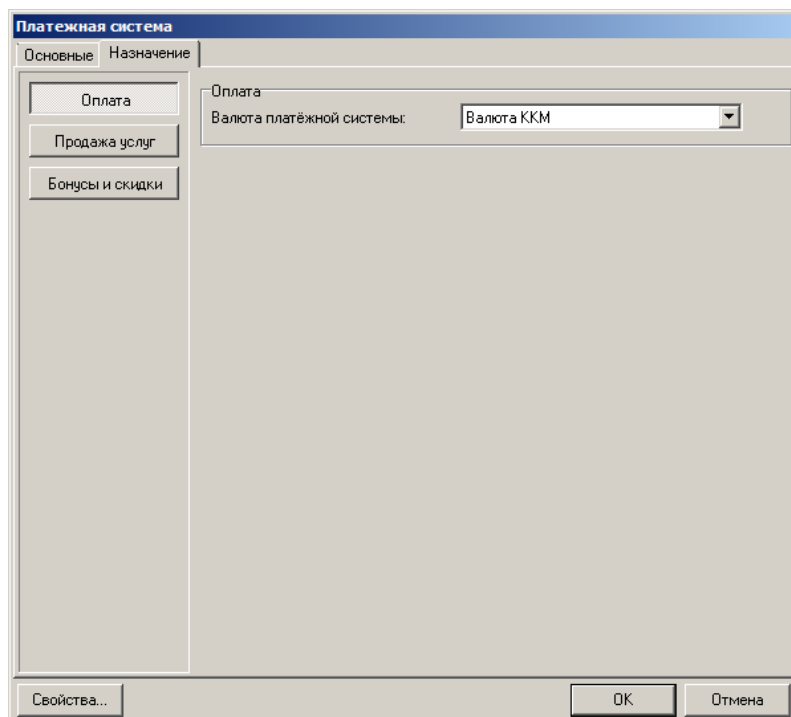 Платежная система
Основные Назначение
Оплата
Продажа услуг
Бонусы и скидки
Оплата
Валюта платёжной системы: Валюта ККМ
Свойства... OK Отмена